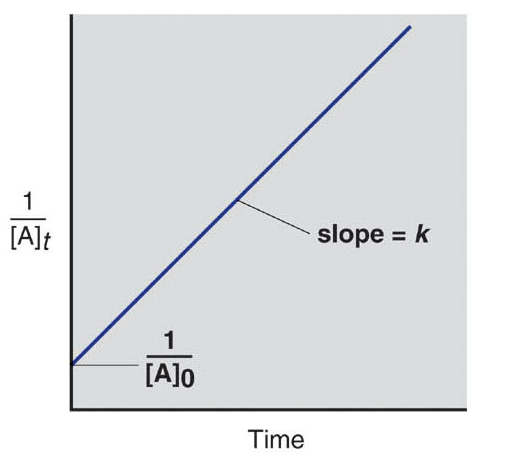 1
[A]t
slope = k
1
[A]0
Time